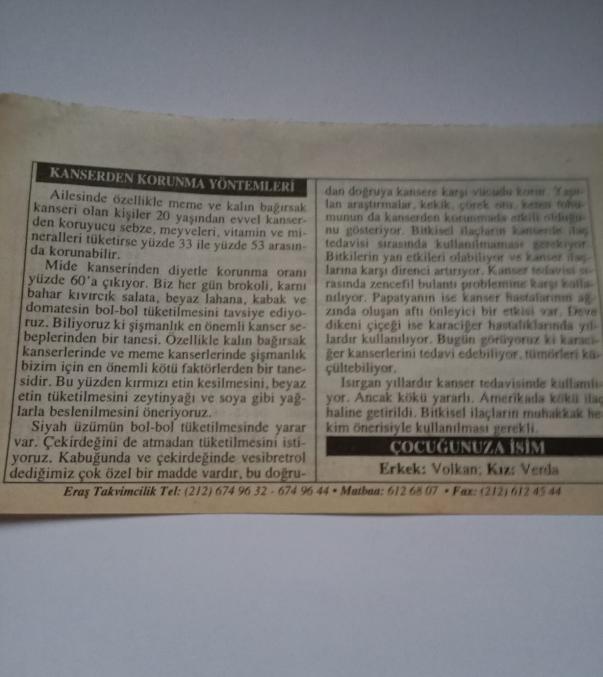 KANSERDEN KORUNMA YÖNTEMLERİ
Ailesinde özellikle meme ve kalın bağırsak
kanseri olan kişiler 20 yaşından evvel kanser-
den koruyucu sebze, meyveleri, vitamin ve mi-
neralleri tüketirse yüzde 33 ile yüzde 53 arasın-
da korunabilir.
Mide kanserinden diyetle korunma oranı
yüzde 60'a çıkıyor. Biz her gün brokoli, karnı
bahar kıvırcık salata, beyaz lahana, kabak ve
domatesin bol-bol tüketilmesini tavsiye ediyo-
ruz. Biliyoruz ki şişmanlık en önemli kanser se-
beplerinden bir tanesi. Özellikle kalın bağırsak
kanserlerinde ve meme kanserlerinde şişmanlık
bizim için en önemli kötü faktörlerden bir tane-
sidir. Bu yüzden kırmızı etin kesilmesini, beyaz
etin tüketilmesini zeytinyağı ve soya gibi yağ-
larla beslenilmesini öneriyoruz.
Siyah üzümün bol-bol tüketilmesinde yarar
var. Çekirdeğini de atmadan tüketilmesini isti-
yoruz. Kabuğunda ve çekirdeğinde vesibretrol
dediğimiz çok özel bir madde vardır, bu doğru-
dan doğruya kansere karşı vücudu korur. Yapı-
lan araştırmalar, kekik, çörek otu, keten tohu-
munun da kanserden korunmada etkili olduğu-
nu gösteriyor. Bitkisel ilaçların kanserde ilaç
tedavisi sırasında kullanılmaması gerekiyor.
Bitkilerin yan etkileri olabiliyor ve kanser ilaç-
larına karşı direnci artırıyor. Kanser tedavisi sı-
rasında zencefil bulantı problemine karşı kulla-
nılıyor. Papatyanın ise kanser hastalarının ağ-
zında oluşan aftı önleyici bir etkisi var. Deve
dikeni çiçeği ise karaciğer hastalıklarında yıl-
lardır kullanılıyor. Bugün görüyoruz ki karaci-
ğer kanserlerini tedavi edebiliyor, tümörleri kü-
çültebiliyor.
Isırgan yıllardır kanser tedavisinde kullanılı-
yor. Ancak kökü yararlı. Amerikada kökü ilaç
haline getirildi. Bitkisel ilaçların muhakkak he-
kim önerisiyle kullanılması gerekli.
ÇOCUĞUNUZA İSİM
Erkek: Volkan; Kız: Verda
Eraş Takvimcilik Tel: (212) 674 96 32 - 674 96 44 • Matbaa: 612 68 07 • Fax: (212) 612 45 44